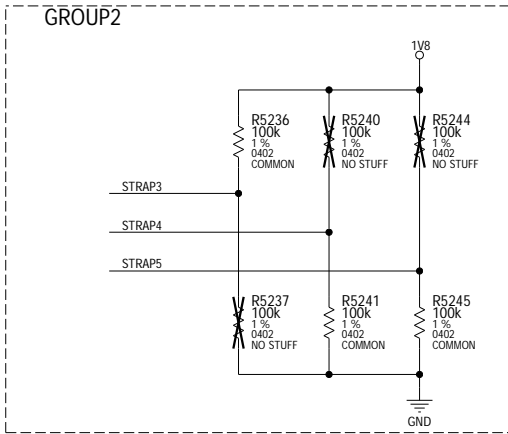 GROUP2
1V8
R5236
100k
1 %
0402
COMMON
R5240
100k
1 %
0402
NO STUFF
R5244
100k
1 %
0402
NO STUFF
STRAP3
STRAP4
STRAP5
R5237
100k
1 %
0402
NO STUFF
R5241
100k
1 %
0402
COMMON
R5245
100k
1 %
0402
COMMON
GND